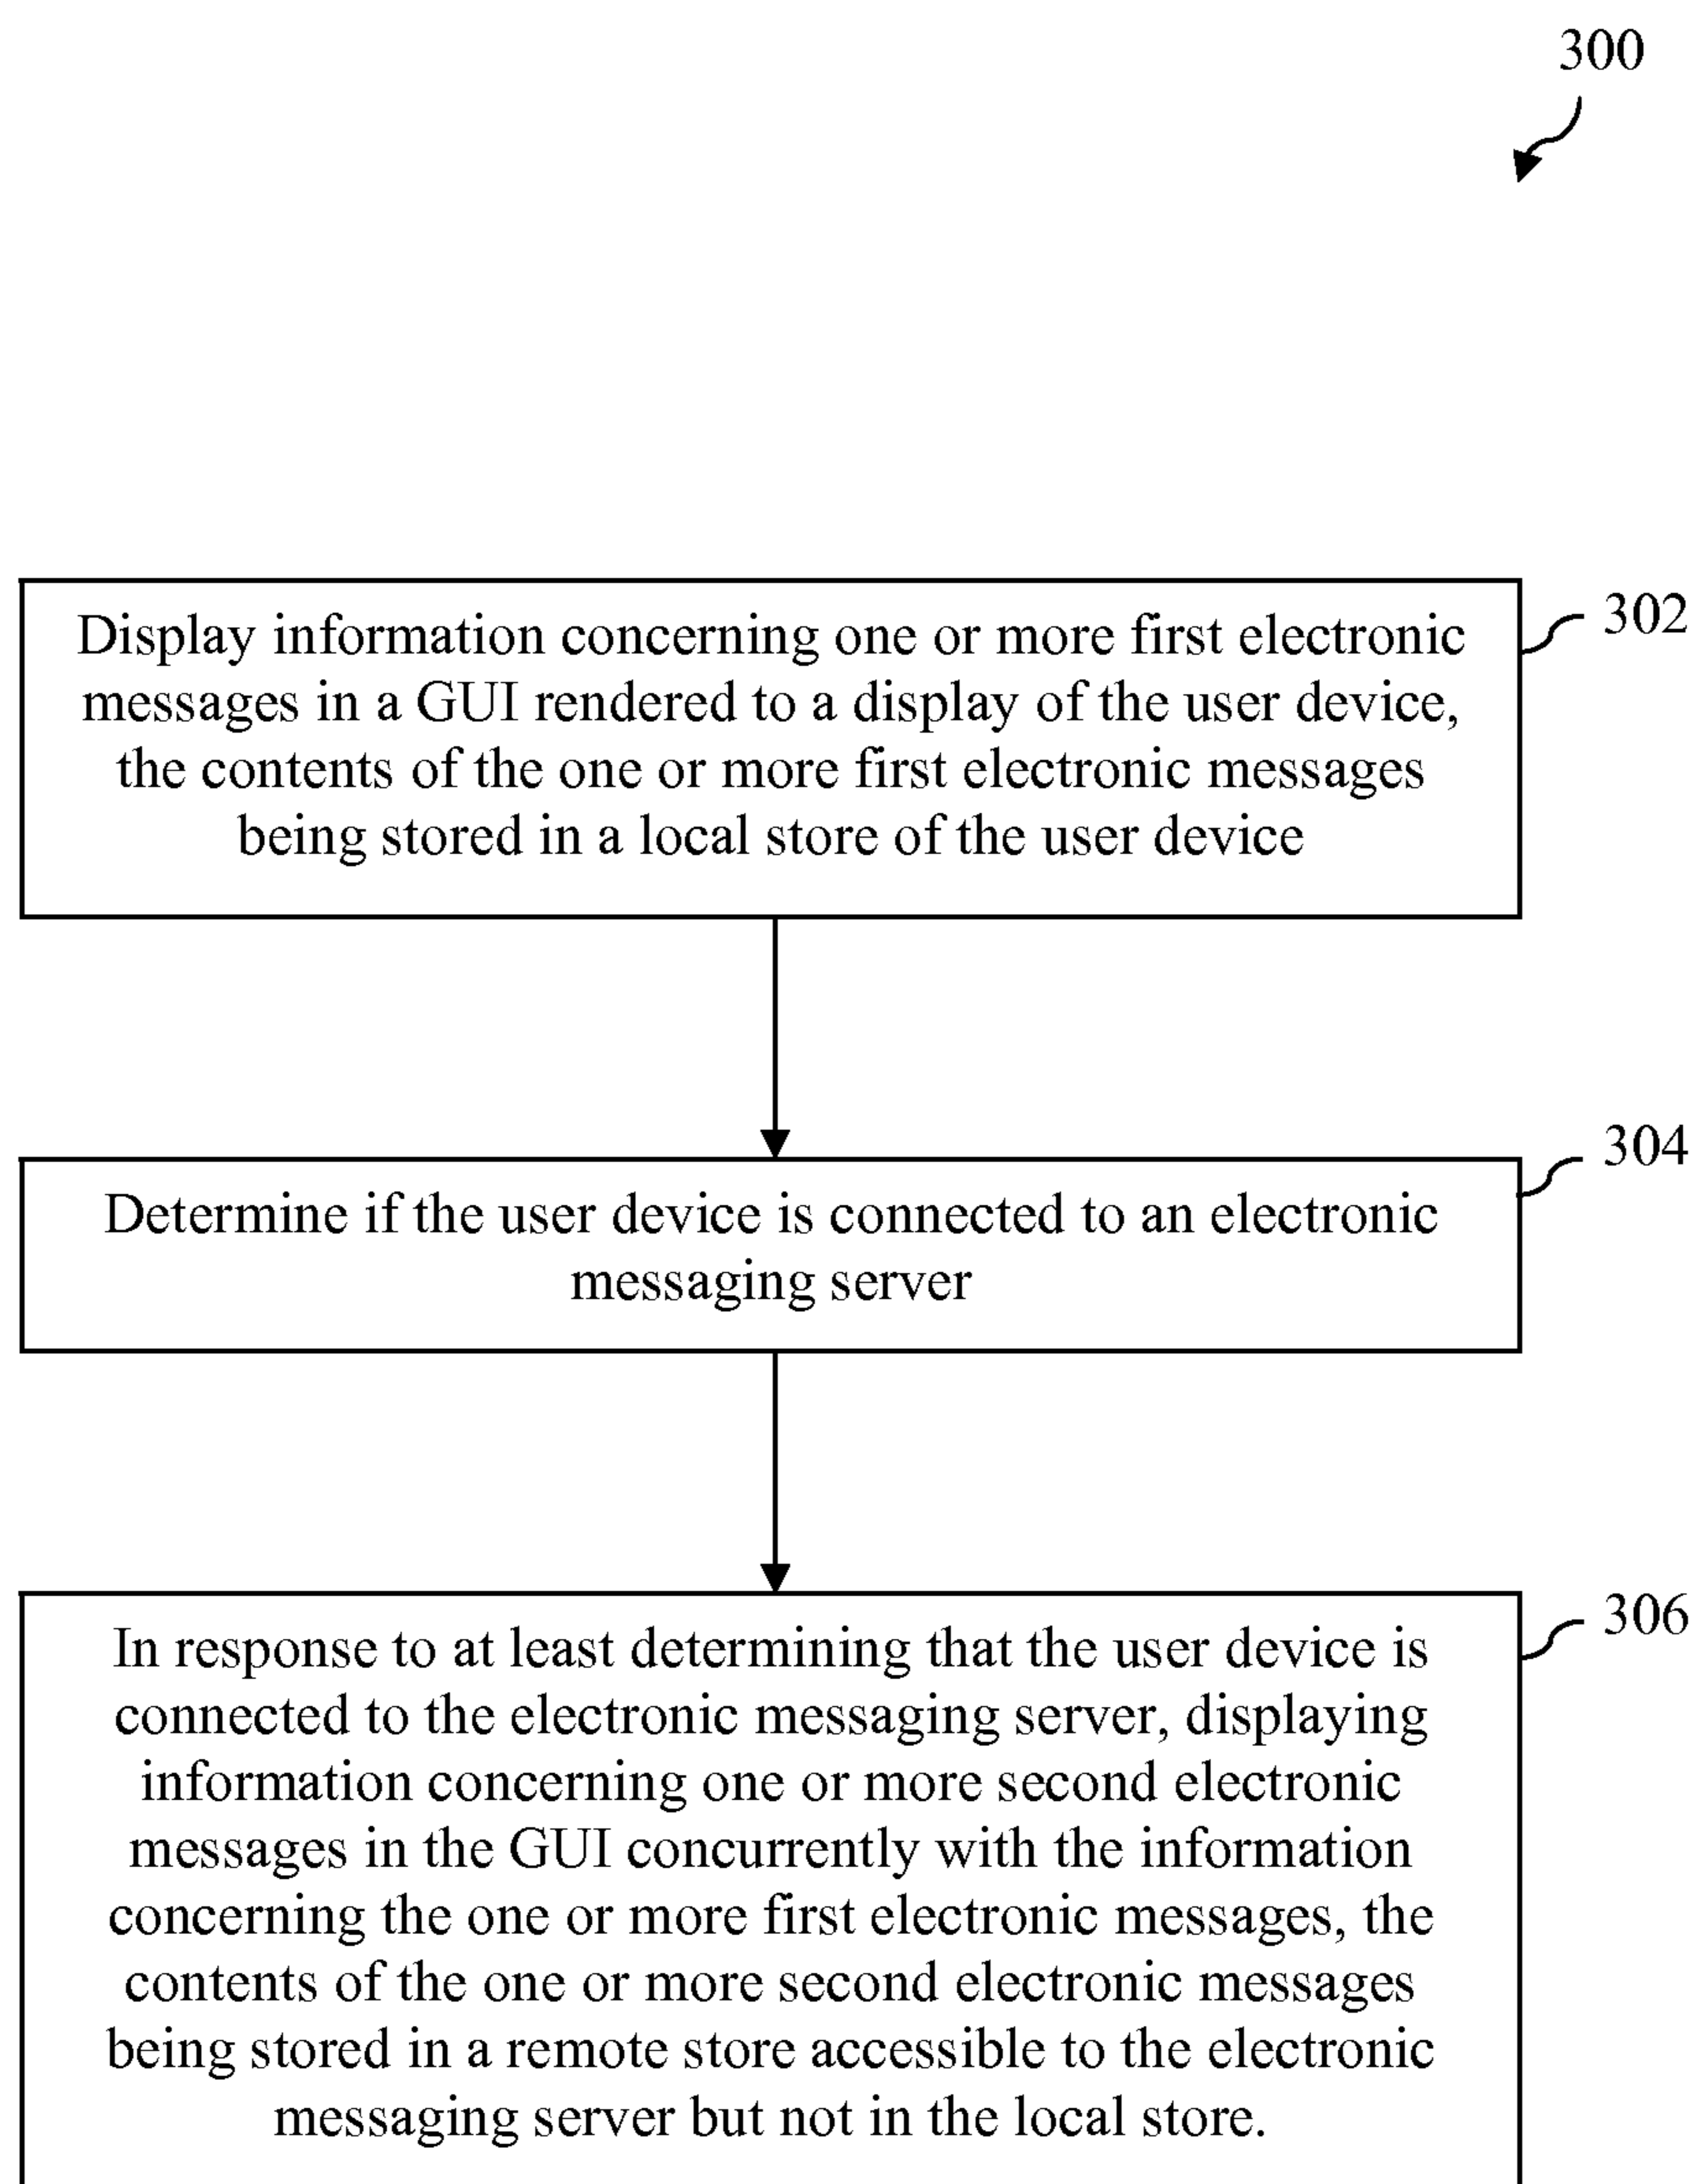 300
Display information concerning one or more first electronic
messages in a GUI rendered to a display of the user device,
the contents of the one or more first electronic messages
being stored in a local store of the user device
302
Determine if the user device is connected to an electronic
messaging server
304
In response to at least determining that the user device is
connected to the electronic messaging server, displaying
information concerning one or more second electronic
messages in the GUI concurrently with the information
concerning the one or more first electronic messages, the
contents of the one or more second electronic messages
being stored in a remote store accessible to the electronic
messaging server but not in the local store.
306